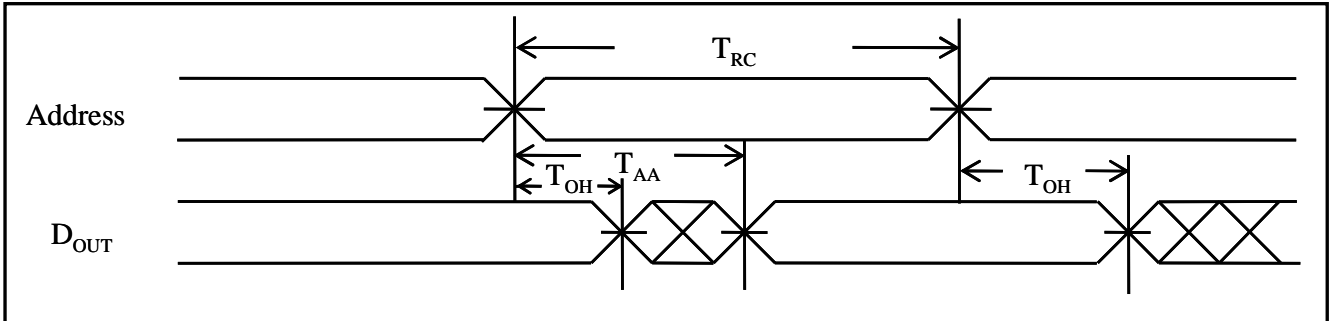 T_RC
Address
T_AA
T_OH
T_OH
D_OUT